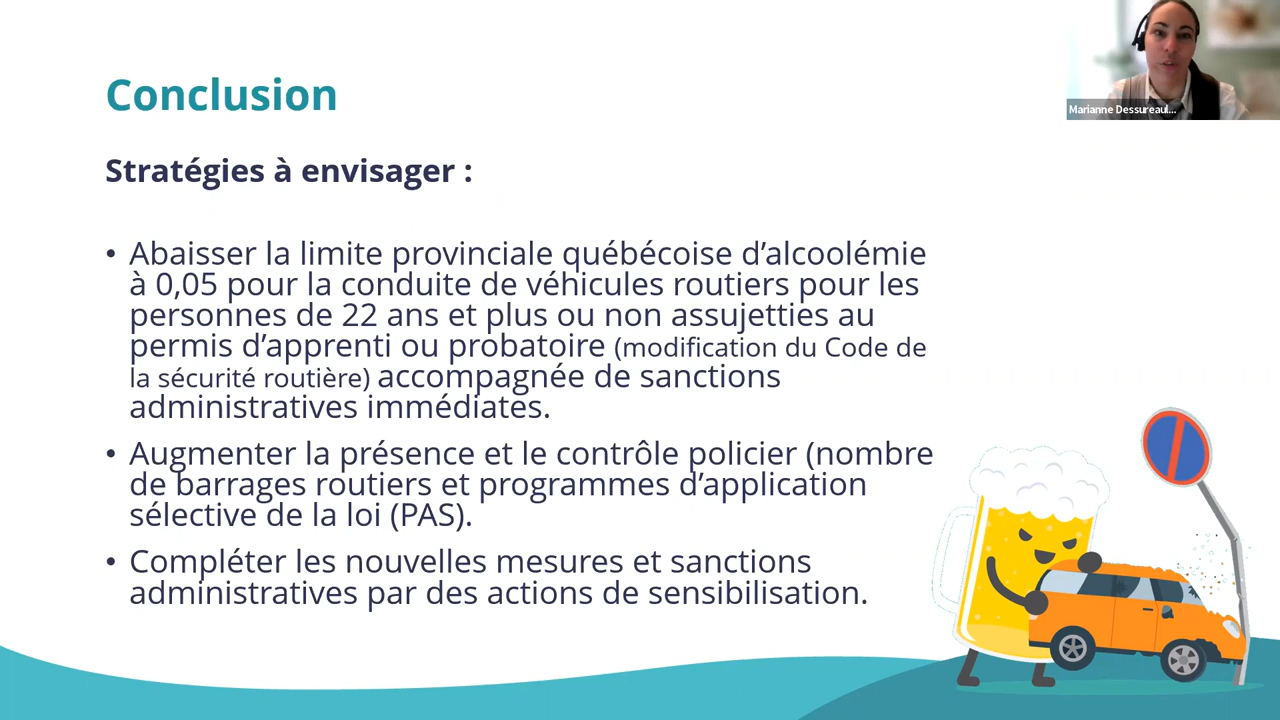 Conclusion
Marianne Dessureaul...
Stratégies à envisager :
• Abaisser la limite provinciale québécoise d’alcoolémie
à 0,05 pour la conduite de véhicules routiers pour les
personnes de 22 ans et plus ou non assujetties au
permis d’apprenti ou probatoire (modification du Code de
la sécurité routière) accompagnée de sanctions
administratives immédiates.
• Augmenter la présence et le contrôle policier (nombre
de barrages routiers et programmes d’application
sélective de la loi (PAS).
• Compléter les nouvelles mesures et sanctions
administratives par des actions de sensibilisation.